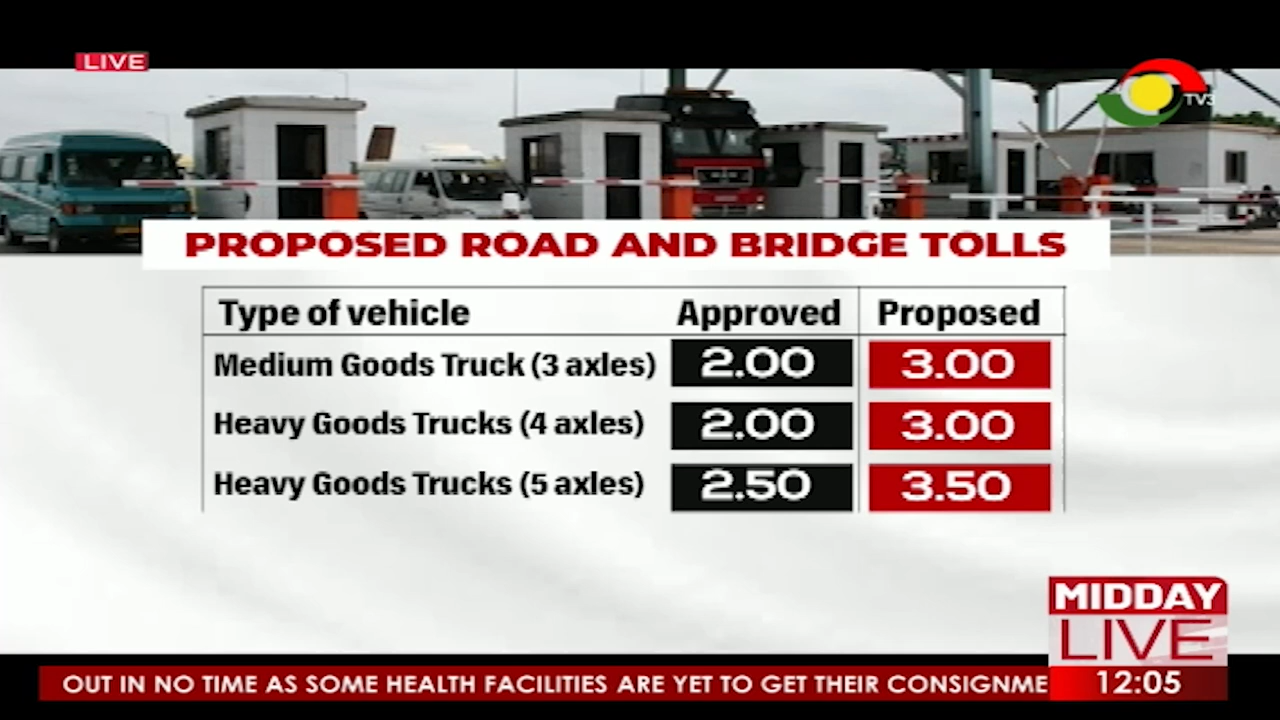 LIVE
TV3
PROPOSED ROAD AND BRIDGE TOLLS
Type of vehicle Approved Proposed
Medium Goods Truck (3 axles) 2.00 3.00
Heavy Goods Trucks (4 axles) 2.00 3.00
Heavy Goods Trucks (5 axles) 2.50 3.50
MIDDAY
LIVE
12:05
OUT IN NO TIME AS SOME HEALTH FACILITIES ARE YET TO GET THEIR CONSIGNME